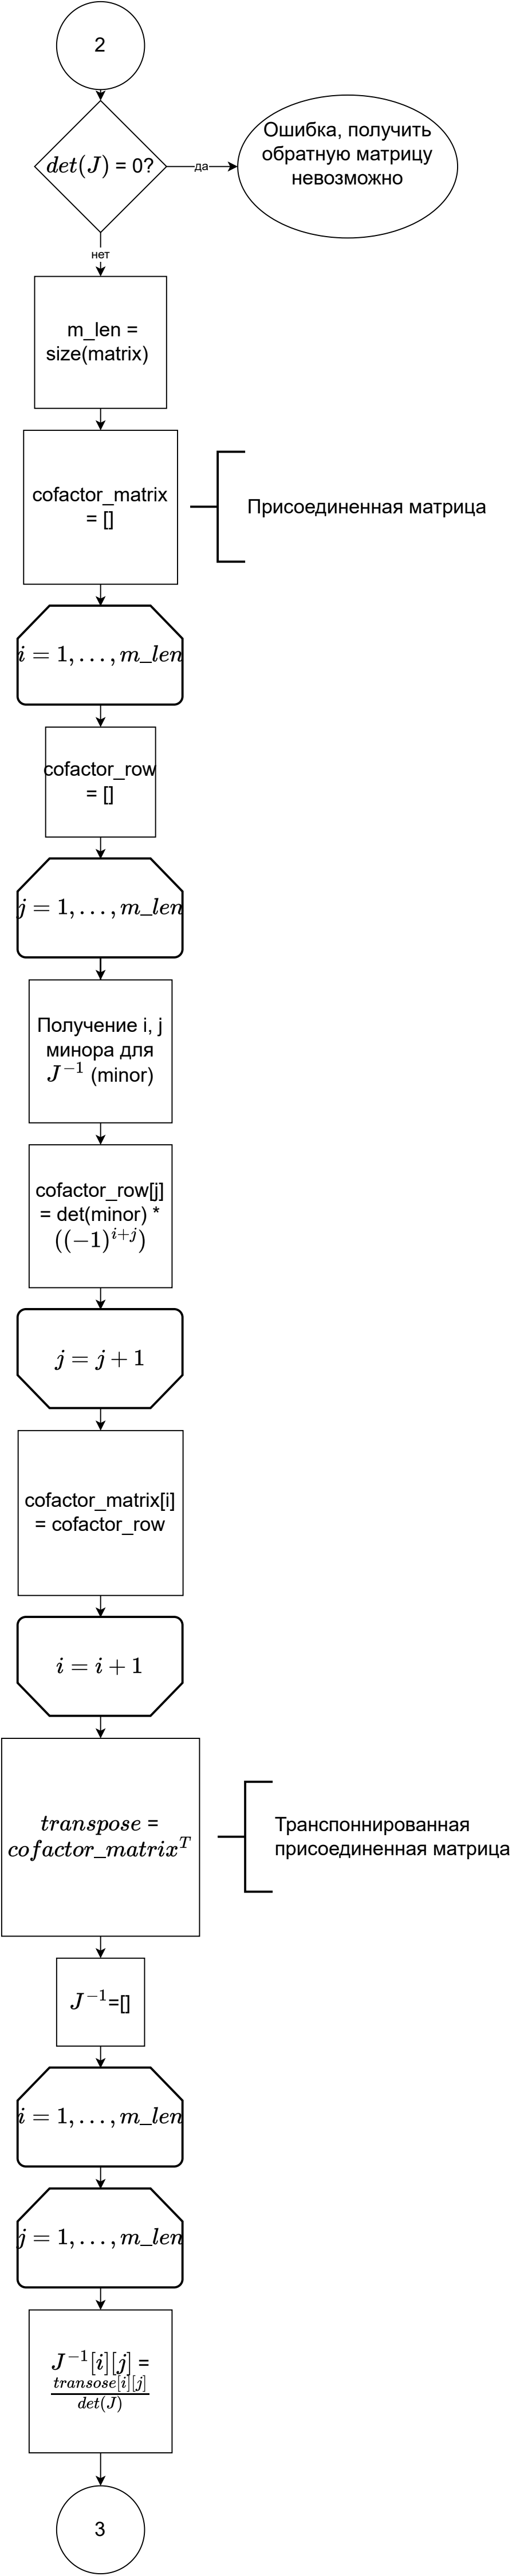 2
det(J) = 0?
да
Ошибка, получить
обратную матрицу
невозможно
нет
m_len =
size(matrix)
cofactor_matrix
= []
Присоединенная матрица
i = 1, . . . , m_len
cofactor_row
= []
j = 1, . . . , m_len
Получение i, j
минора для
J⁻¹ (minor)
cofactor_row[j]
= det(minor) *
((−1)^{i+j})
j = j + 1
cofactor_matrix[i]
= cofactor_row
i = i + 1
transpose =
cofactor_matrix^T
Транспоннированная
присоединенная матрица
J⁻¹=[]
i = 1, . . . , m_len
j = 1, . . . , m_len
J⁻¹[i][j] =
transose[i][j]
det(J)
3